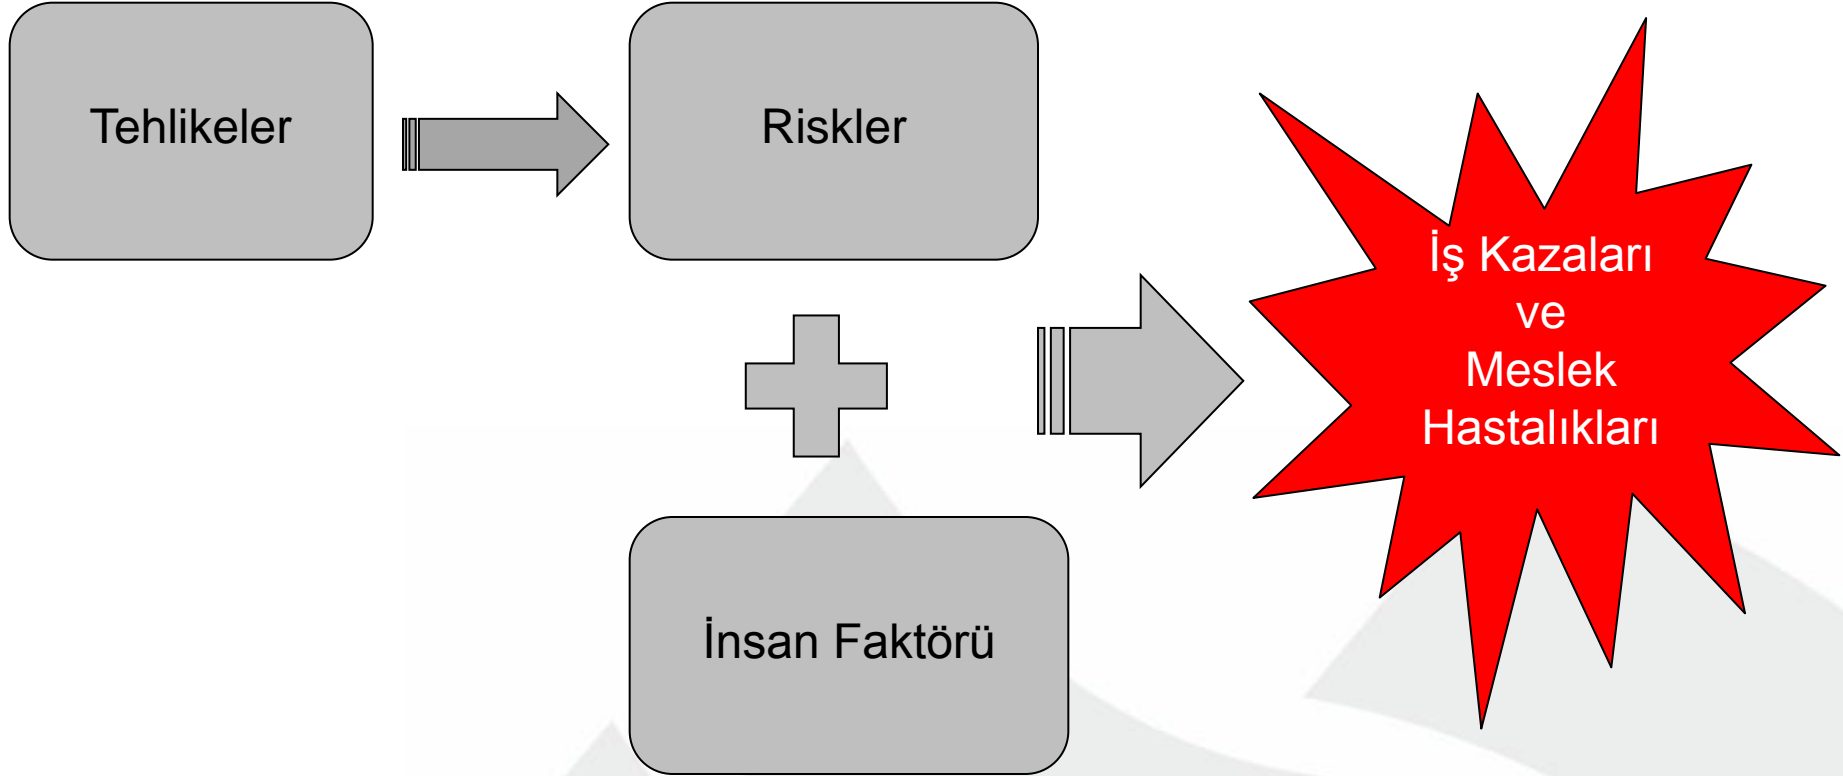 Tehlikeler
Riskler
İş Kazaları
ve
Meslek
Hastalıkları
İnsan Faktörü